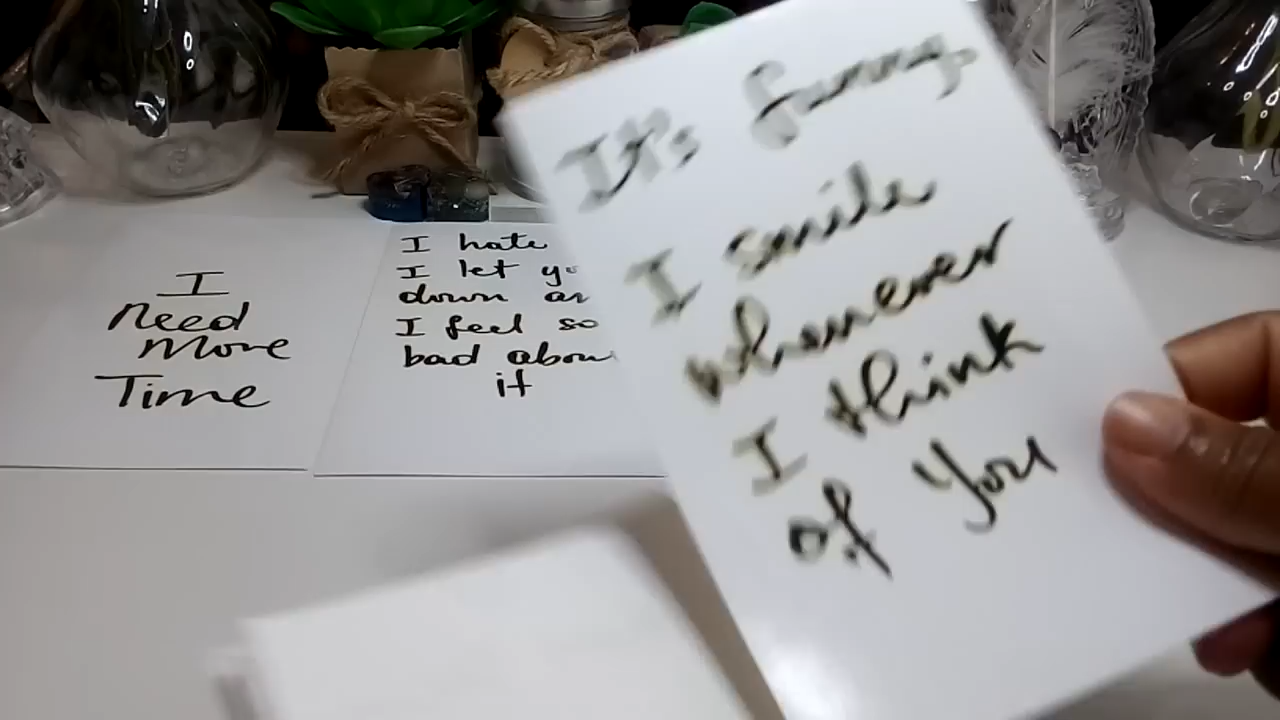 I
Need
More
Time
I hate
I let
down
I feel so
bad
it
It's funny,
I smile
whenever
I think
of You